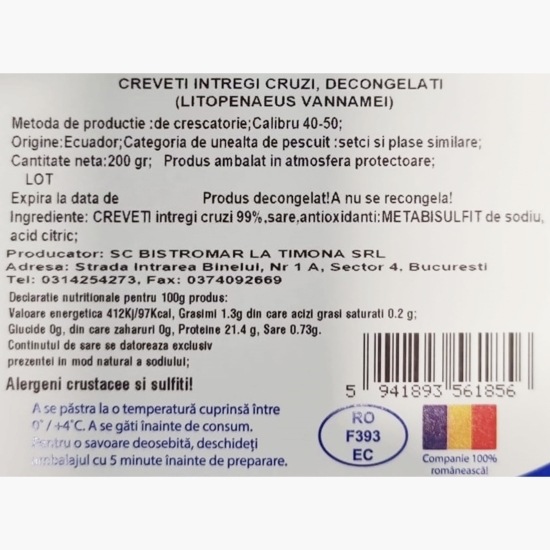 CREVETI INTREGI CRUZI, DECONGELATI
(LITOPENAEUS VANNAMEI)
Metoda de productie :de crescatorie;Calibru 40-50;
Origine:Ecuador;Categoria de unealta de pescuit :setci si plase similare;
Cantitate neta:200 gr; Produs ambalat in atmosfera protectoare;
LOT
Expira la data de Produs decongelat!A nu se recongela!
Ingrediente: CREVETI intregi cruzi 99%,sare,antioxidanti:METABISULFIT de sodiu,
acid citric;
Producator: SC BISTROMAR LA TIMONA SRL
Adresa: Strada Intrarea Binelui, Nr 1 A, Sector 4, Bucuresti
Tel: 0314254273, Fax: 0374092669
Declaratie nutritionale pentru 100g produs:
Valoare energetica 412Kj/97Kcal, Grasimi 1.3g din care acizi grasi saturati 0.2 g;
Glucide 0g, din care zaharuri 0g, Proteine 21.4 g, Sare 0.73g.
Continutul de sare se datoreaza exclusiv
prezentei in mod natural a sodiului;
Alergeni crustacee si sulfiti!
5 941893 561856
A se păstra la o temperatură cuprinsă între
0°/+4°C. A se găti înainte de consum.
Pentru o savoare deosebită, deschideți
ambalajul cu 5 minute înainte de preparare.
RO
F393
EC
Companie 100%
românească!